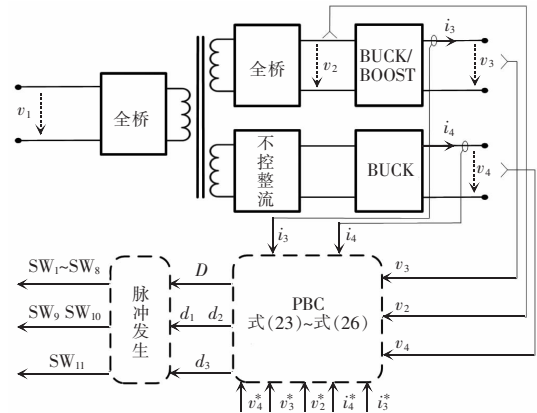 i₃
全桥
v₂
BUCK/
BOOST
v₃
v₁
全桥
i₄
不控整流
BUCK
v₄
i₃
i₄
SW₁~SW₈
D
v₃
脉冲发生
PBC
式(23)~式(26)
SW₉ SW₁₀
d₁ d₂
v₂
SW₁₁
d₃
v₄
v₄* v₃* v₂* i₄* i₃*